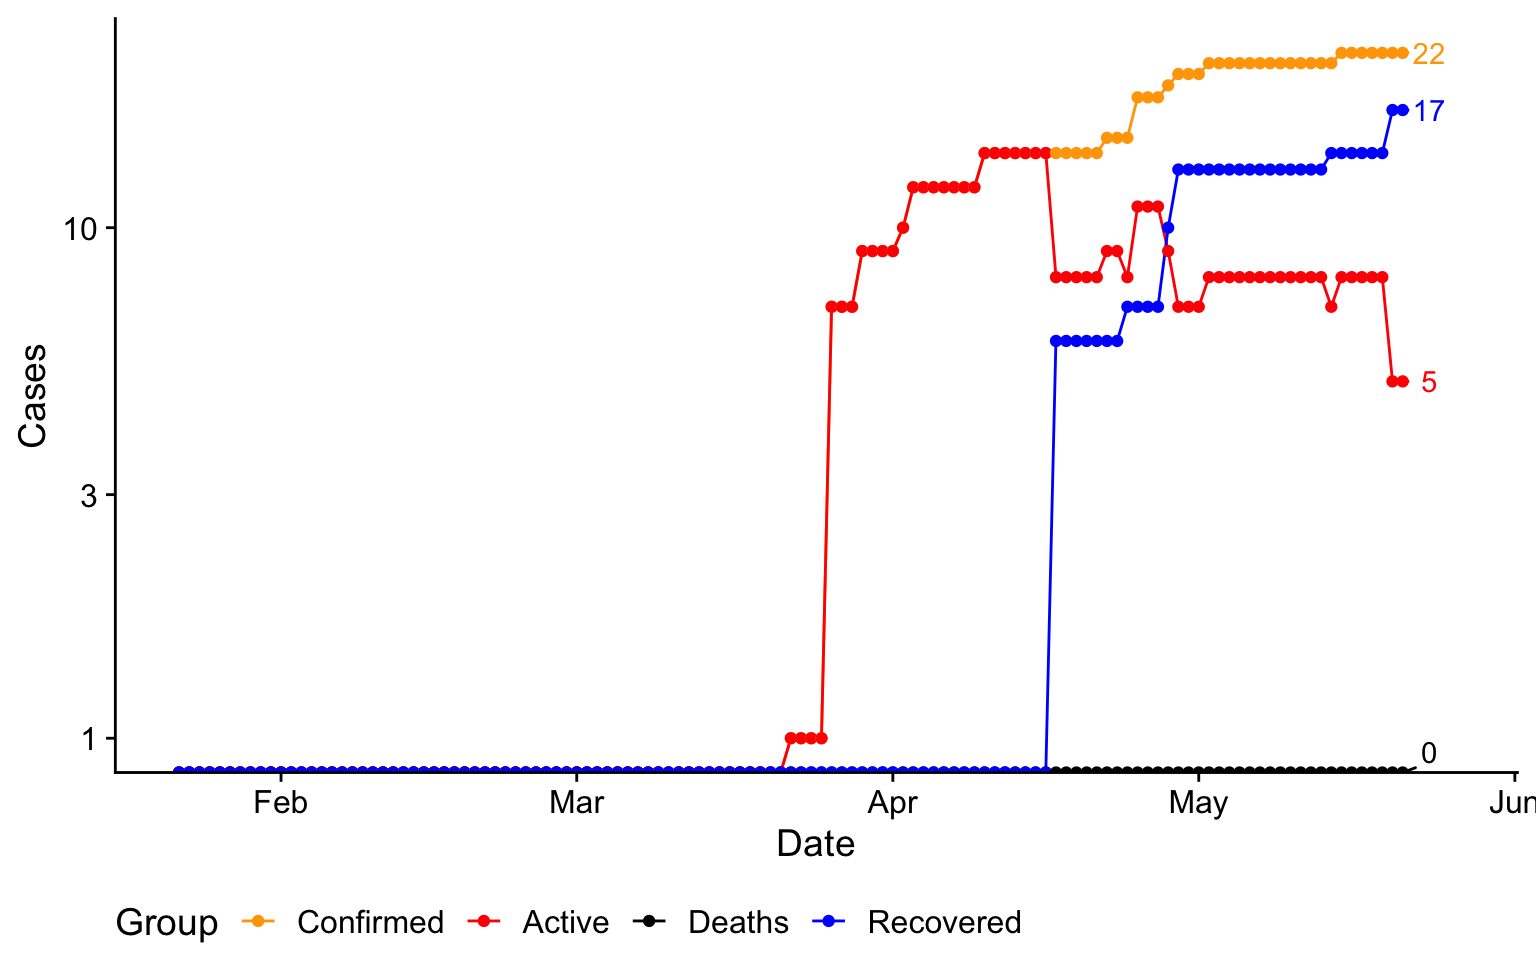 22
17
10
5
3
1
0
Cases
Feb Mar Apr May Jun
Date
Group Confirmed Active Deaths Recovered